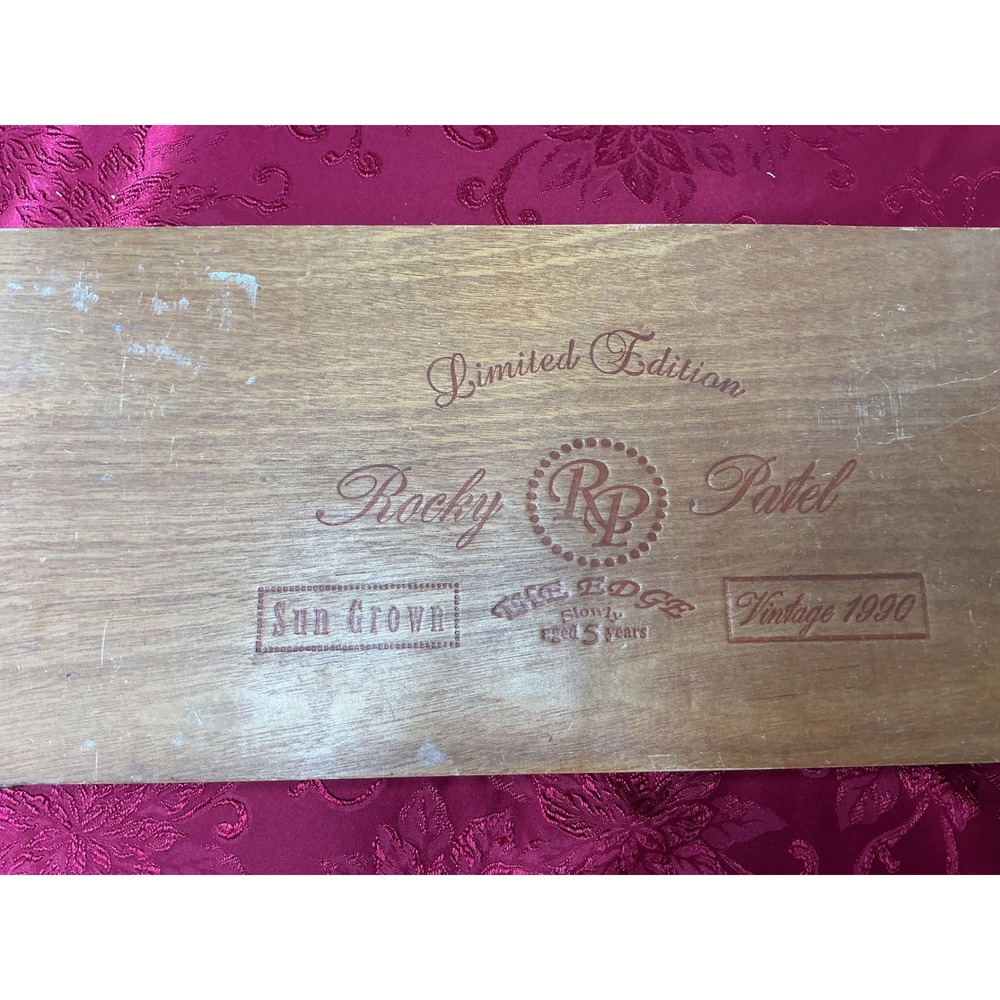 Limited Edition
Rocky RP Patel
Sun Grown
THE EDGE
Slowly
aged 5 years
Vintage 1990